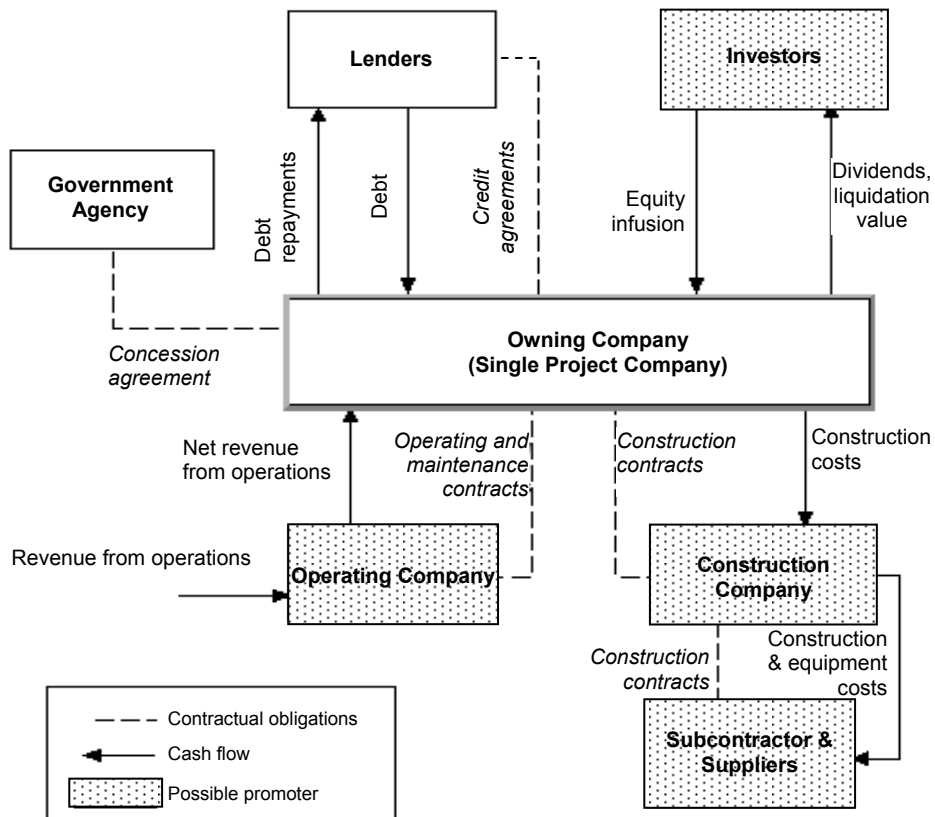 Lenders
Investors
Government
Agency
Debt
repayments
Debt
Credit
agreements
Equity
infusion
Dividends,
liquidation
value
Concession
agreement
Owning Company
(Single Project Company)
Net revenue
from operations
Operating and
maintenance
contracts
Construction
contracts
Construction
costs
Revenue from operations
Operating Company
Construction
Company
Construction
contracts
Construction
& equipment
costs
Subcontractor &
Suppliers
Contractual obligations
Cash flow
Possible promoter